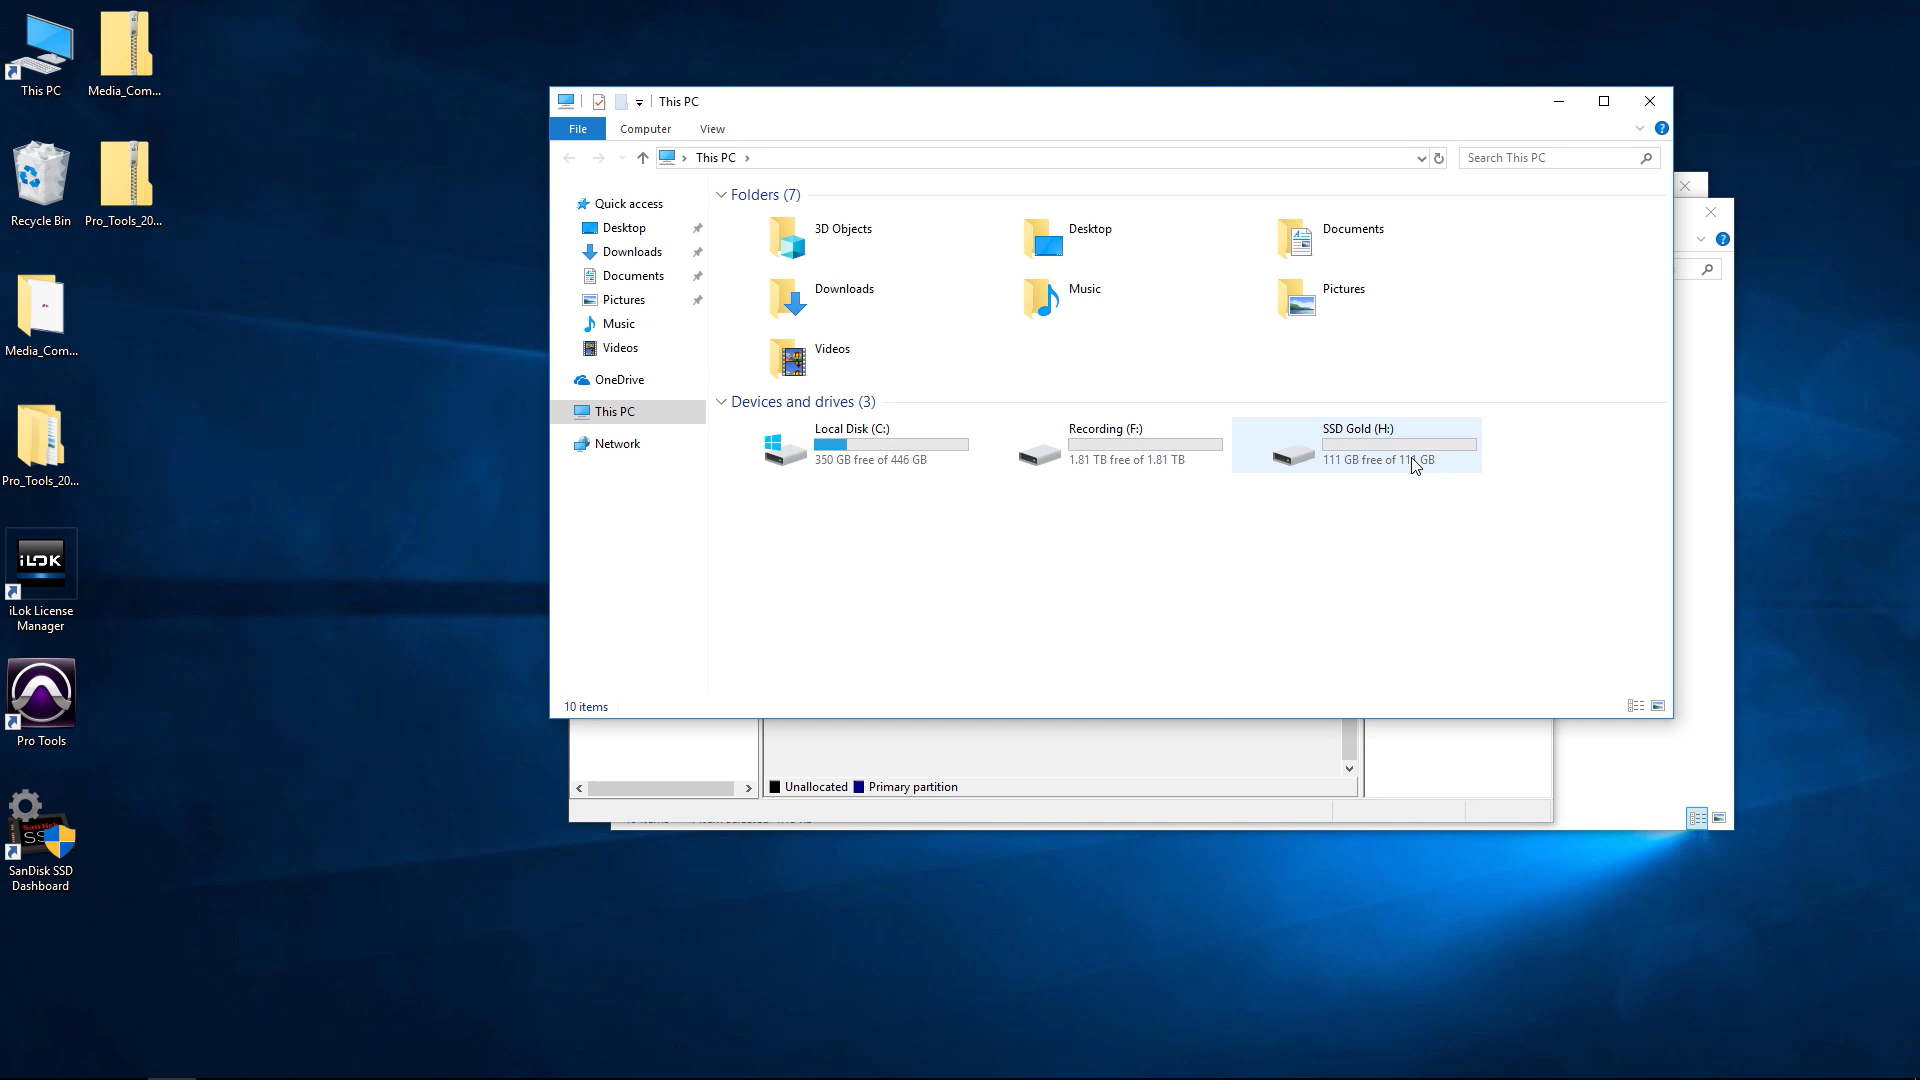 This PC
Media_Com...
Recycle Bin
Pro_Tools_20...
Media_Com...
Pro_Tools_20...
iLOK
iLok License
Manager
Pro Tools
SanDisk
SSD
SanDisk SSD
Dashboard
This PC
File
Computer
View
This PC
Search This PC
Quick access
Desktop
Downloads
Documents
Pictures
Music
Videos
OneDrive
This PC
Network
Folders (7)
3D Objects
Desktop
Documents
Downloads
Music
Pictures
Videos
Devices and drives (3)
Local Disk (C:)
350 GB free of 446 GB
Recording (F:)
1.81 TB free of 1.81 TB
SSD Gold (H:)
111 GB free of 111 GB
10 items
Unallocated
Primary partition